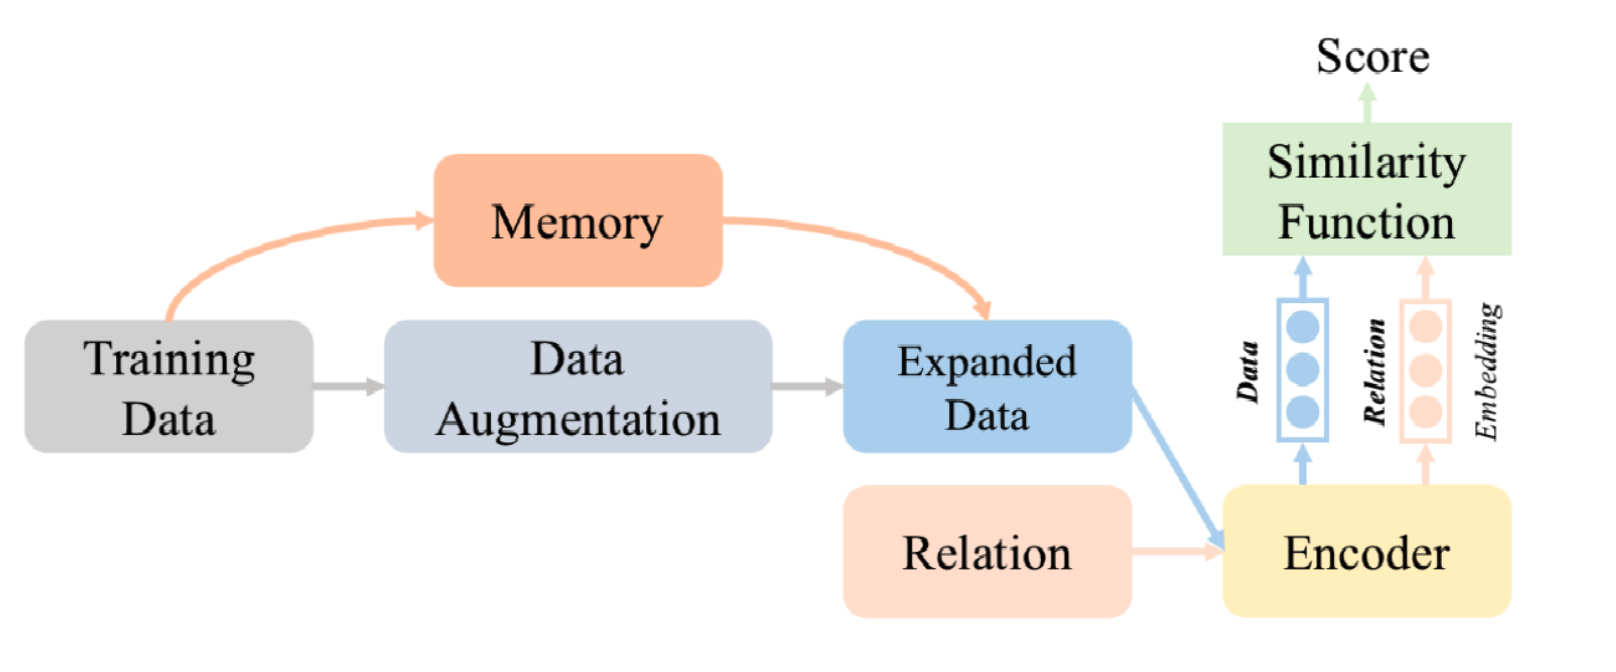 Score
Similarity
Function
Memory
Training
Data
Data
Augmentation
Expanded
Data
Data
Relation
Embedding
Relation
Encoder